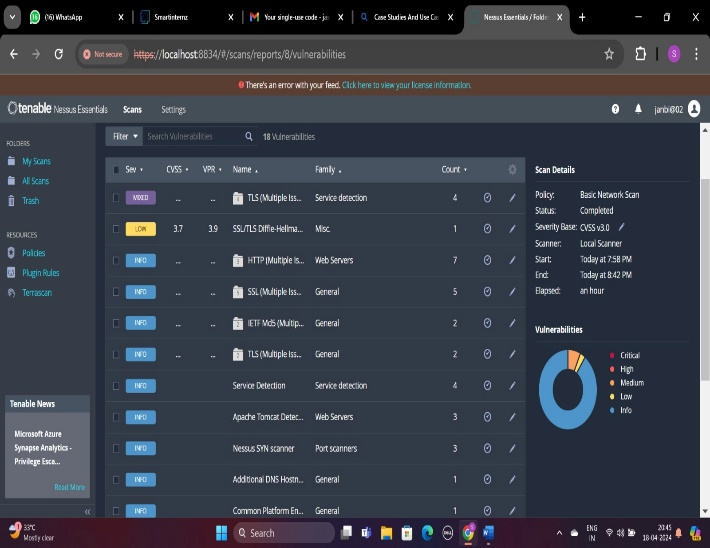 (16) WhatsApp
Smartinternz
Your single-use code - jan
Case Studies And Use Cas
Nessus Essentials / Folde
Not secure https://localhost:8834/#/scans/reports/8/vulnerabilities
S
There's an error with your feed. Click here to view your license information.
tenable Nessus Essentials Scans Settings janbi@02
FOLDERS
My Scans
All Scans
Trash
RESOURCES
Policies
Plugin Rules
Terrascan
Tenable News
Microsoft Azure
Synapse Analytics -
Privilege Esca...
Read More
Filter Search Vulnerabilities 18 Vulnerabilities
Sev CVSS VPR Name Family Count
MIXED ... ... TLS (Multiple Iss... Service detection 4
LOW 3.7 3.9 SSL/TLS Diffie-Hellma... Misc. 1
INFO ... ... HTTP (Multiple Is... Web Servers 7
INFO ... ... SSL (Multiple Iss... General 5
INFO ... ... IETF Md5 (Multip... General 2
INFO ... ... TLS (Multiple Iss... General 2
INFO Service Detection Service detection 4
INFO Apache Tomcat Detec... Web Servers 3
INFO Nessus SYN scanner Port scanners 3
INFO Additional DNS Hostn... General 1
INFO Common Platform En... General 1
Scan Details
Policy: Basic Network Scan
Status: Completed
Severity Base: CVSS v3.0
Scanner: Local Scanner
Start: Today at 7:58 PM
End: Today at 8:42 PM
Elapsed: an hour
Vulnerabilities
Critical
High
Medium
Low
Info
33°C
Mostly clear
Search
ENG
IN
20:45
18-04-2024